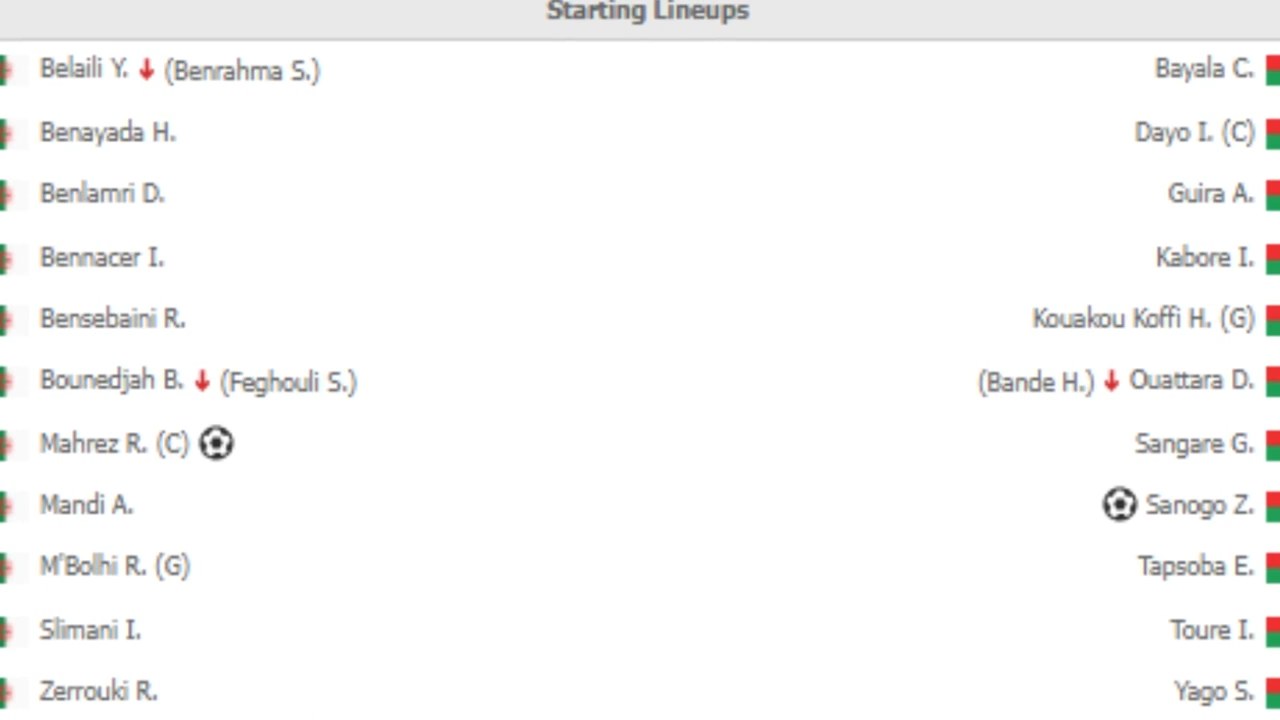 Starting Lineups
Belaili Y. (Benrahma S.) Bayala C.
Benayada H. Dayo I. (C)
Benlamri D. Guira A.
Bennacer I. Kabore I.
Bensebaini R. Kouakou Koffi H. (G)
Bounedjah B. (Feghouli S.) (Bande H.) Ouattara D.
Mahrez R. (C) Sangare G.
Mandi A. Sanogo Z.
M'Bolhi R. (G) Tapsoba E.
Slimani I. Toure I.
Zerrouki R. Yago S.